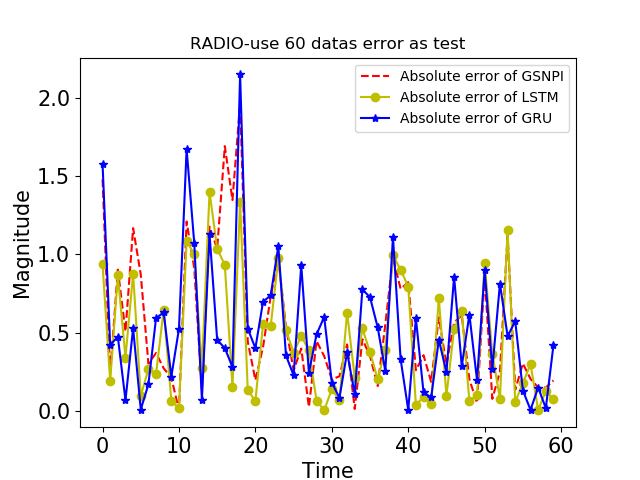 RADIO-use 60 datas error as test
Absolute error of GSNPI
Absolute error of LSTM
Absolute error of GRU
2.0
1.5
1.0
0.5
0.0
Magnitude
0 10 20 30 40 50 60
Time